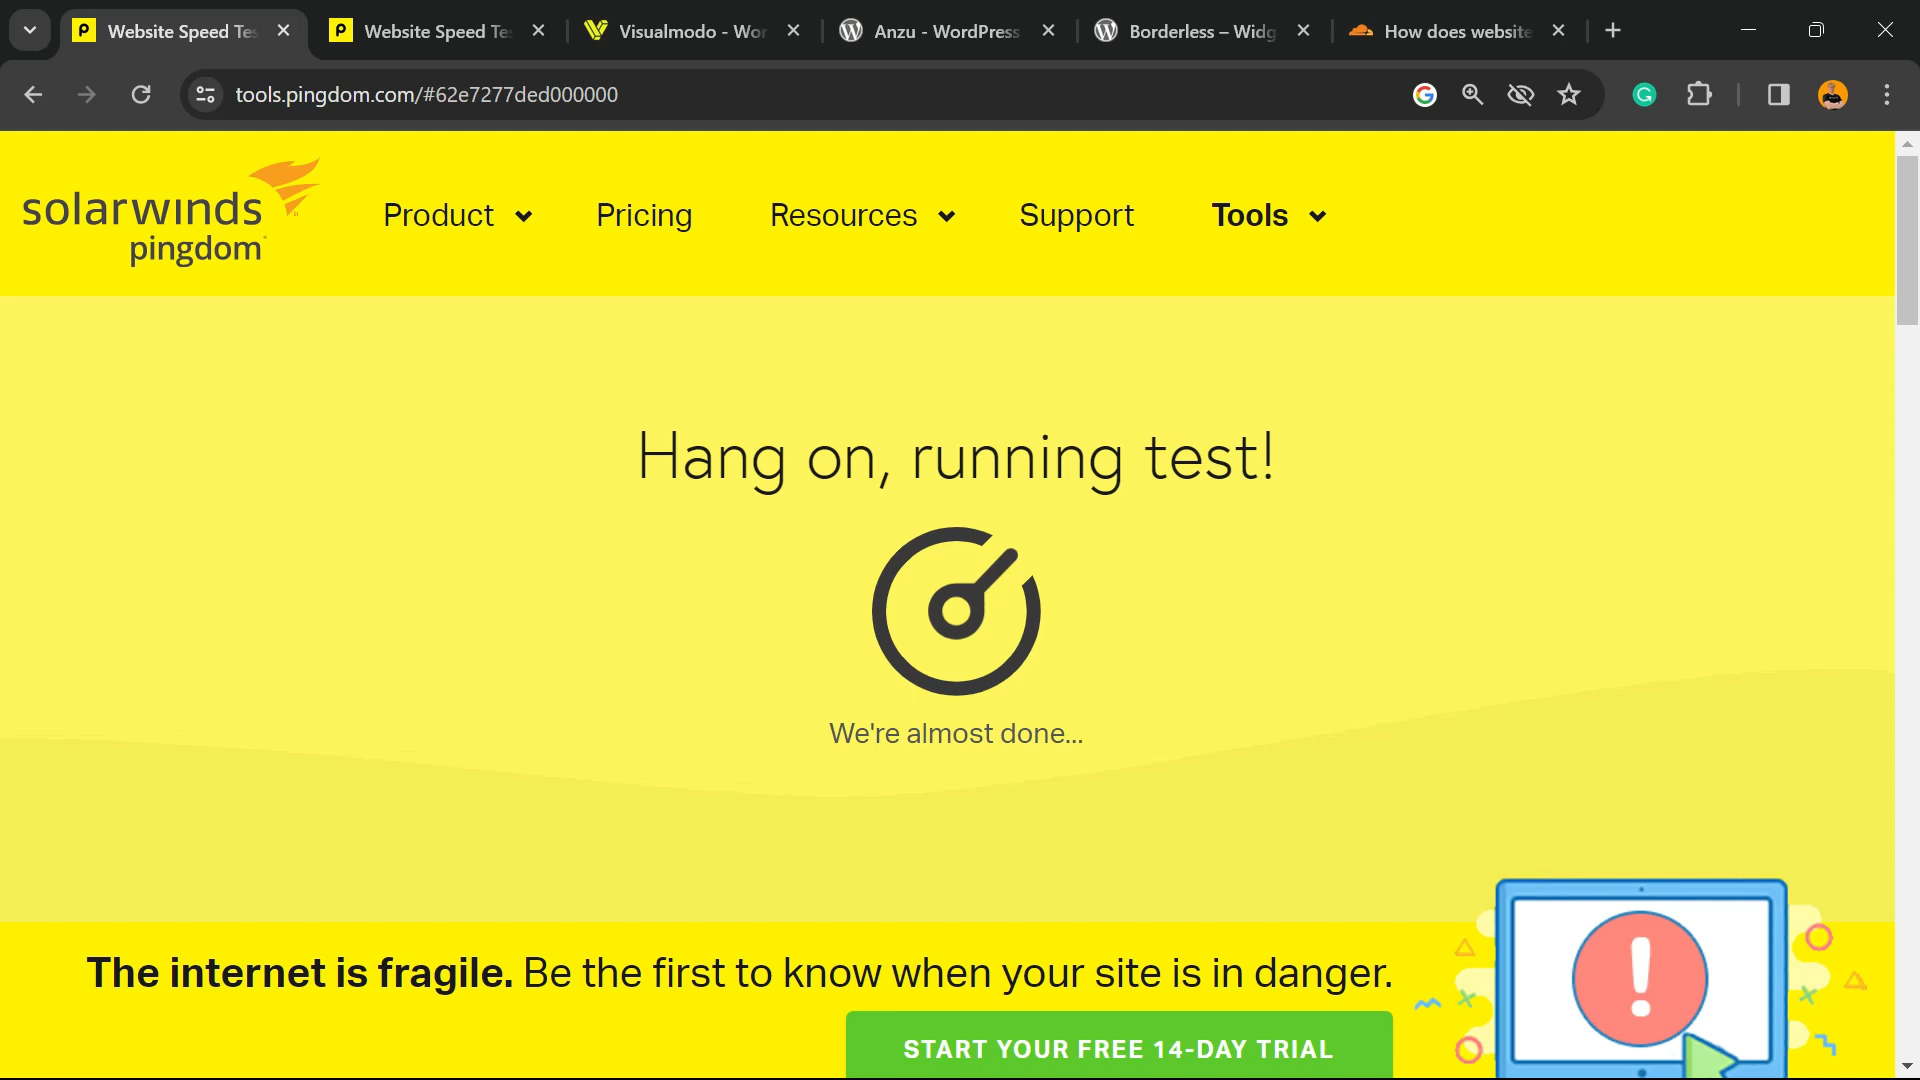 Website Speed Tes
Website Speed Te
Visualmodo - Wor
Anzu - WordPress
Borderless – Widg
How does website
tools.pingdom.com/#62e7277ded000000
solarwinds
pingdom
Product
Pricing
Resources
Support
Tools
Hang on, running test!
We're almost done...
The internet is fragile. Be the first to know when your site is in danger.
START YOUR FREE 14-DAY TRIAL